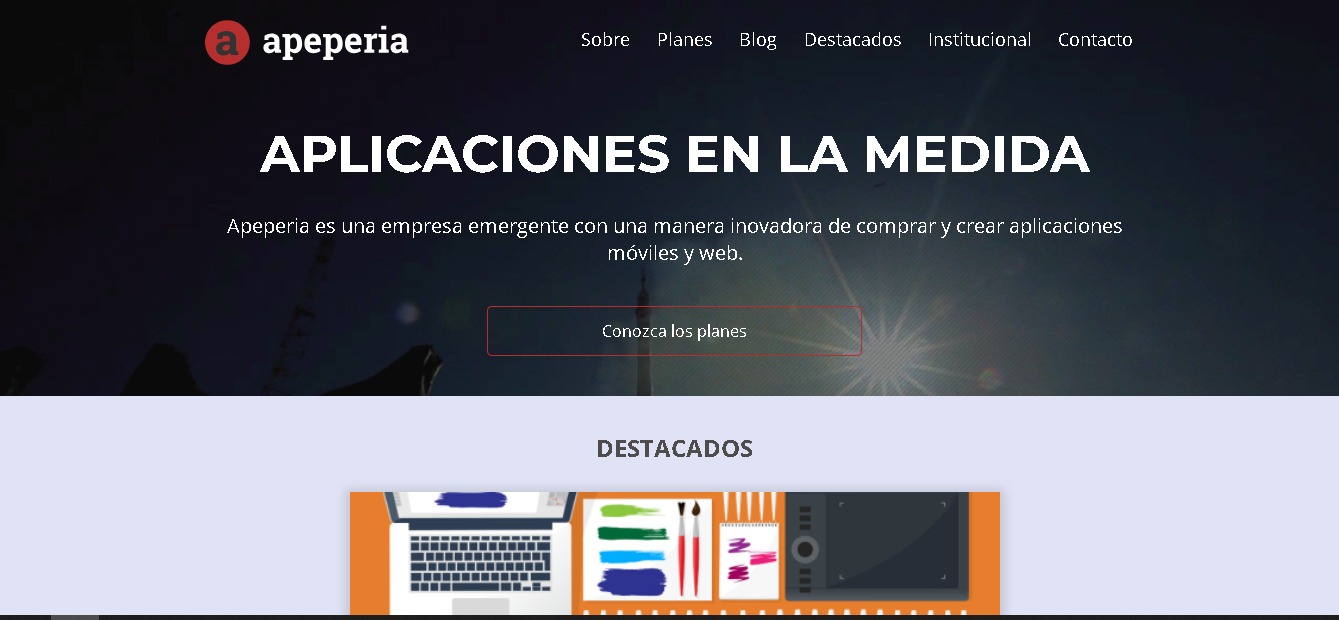 a apeperia
Sobre Planes Blog Destacados Institucional Contacto
APLICACIONES EN LA MEDIDA
Apeperia es una empresa emergente con una manera inovadora de comprar y crear aplicaciones
móviles y web.
Conozca los planes
DESTACADOS